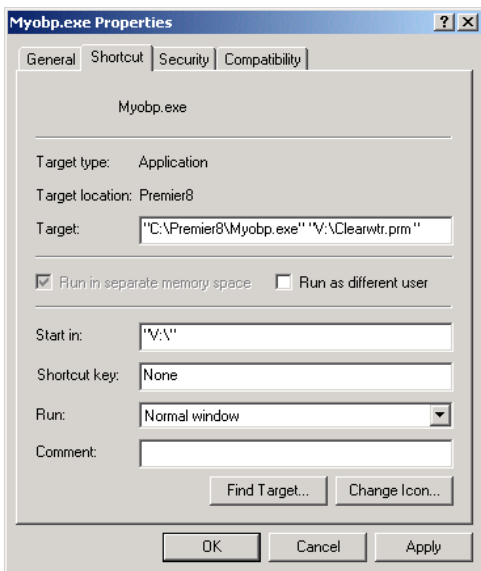 Myobp.exe Properties
General Shortcut Security Compatibility
Myobp.exe
Target type: Application
Target location: Premier8
Target: "C:\Premier8\Myobp.exe" "V:\Clearwtr.prm "
Run in separate memory space Run as different user
Start in: "V:\"
Shortcut key: None
Run: Normal window
Comment:
Find Target... Change Icon...
OK Cancel Apply